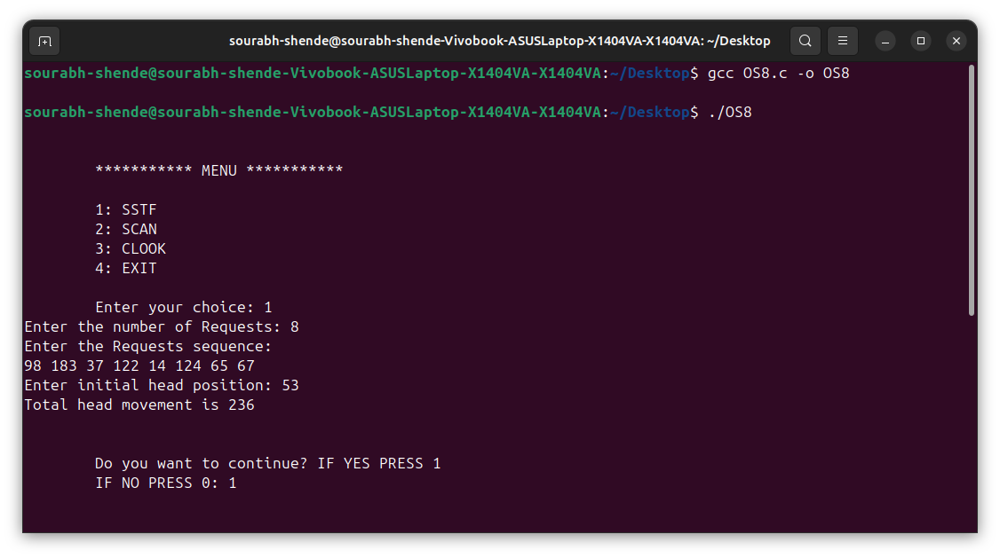 sourabh-shende@sourabh-shende-Vivobook-ASUSLaptop-X1404VA-X1404VA: ~/Desktop
sourabh-shende@sourabh-shende-Vivobook-ASUSLaptop-X1404VA-X1404VA:~/Desktop$ gcc OS8.c -o OS8
sourabh-shende@sourabh-shende-Vivobook-ASUSLaptop-X1404VA-X1404VA:~/Desktop$ ./OS8
*********** MENU ***********
1: SSTF
2: SCAN
3: CLOOK
4: EXIT
Enter your choice: 1
Enter the number of Requests: 8
Enter the Requests sequence:
98 183 37 122 14 124 65 67
Enter initial head position: 53
Total head movement is 236
Do you want to continue? IF YES PRESS 1
IF NO PRESS 0: 1